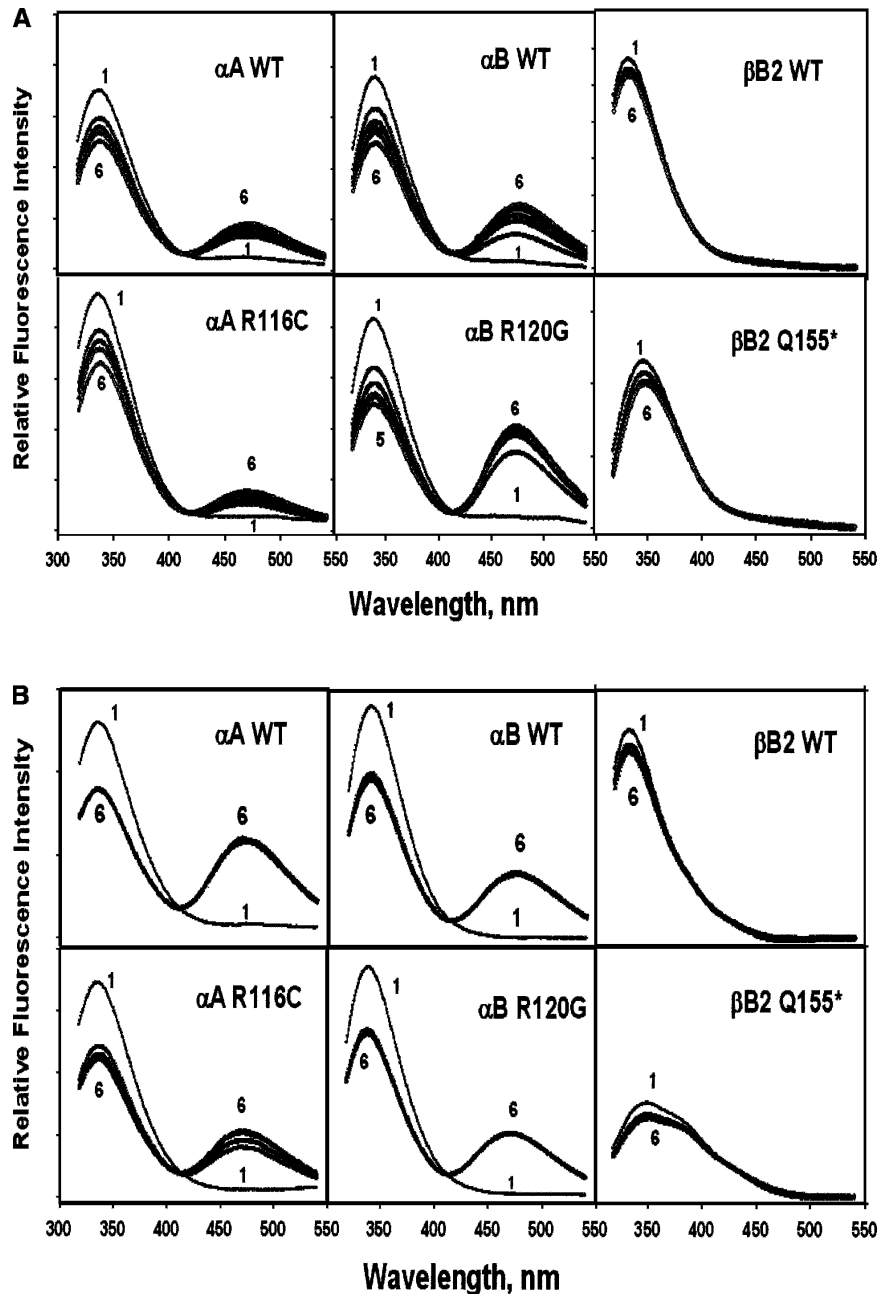 A
αA WT
1
6
6
1
αB WT
1
6
6
1
βB2 WT
1
6
αA R116C
1
6
6
1
αB R120G
1
5
6
1
βB2 Q155*
1
6
Relative Fluorescence Intensity
300 350 400 450 500 550 350 400 450 500 550 350 400 450 500 550
Wavelength, nm
B
αA WT
1
6
6
1
αB WT
1
6
6
1
βB2 WT
1
6
αA R116C
1
6
6
1
αB R120G
1
6
6
1
βB2 Q155*
1
6
Relative Fluorescence Intensity
300 350 400 450 500 550 350 400 450 500 550 350 400 450 500 550
Wavelength, nm